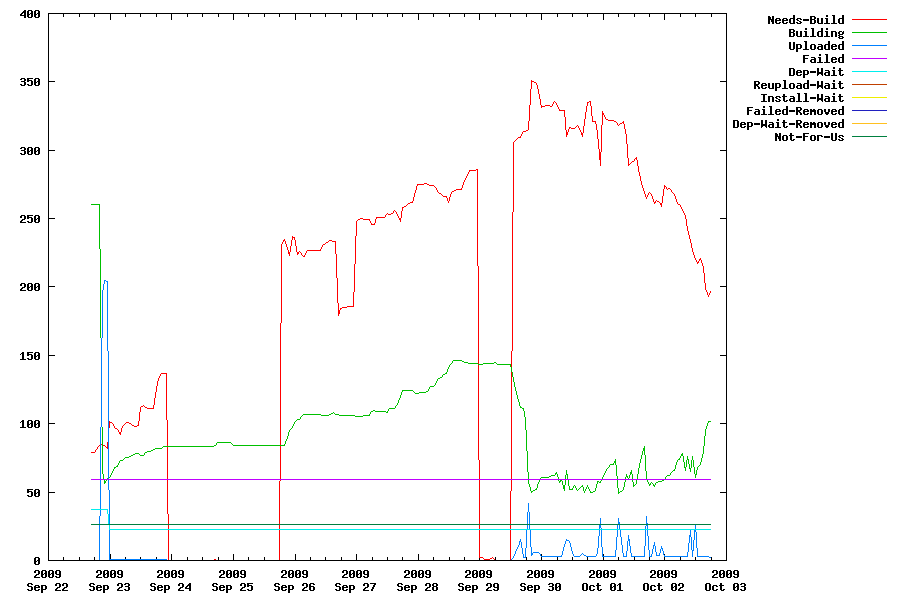 400
350
300
250
200
150
100
50
0
2009 2009 2009 2009 2009 2009 2009 2009 2009 2009 2009 2009
Sep 22 Sep 23 Sep 24 Sep 25 Sep 26 Sep 27 Sep 28 Sep 29 Sep 30 Oct 01 Oct 02 Oct 03
Needs-Build
Building
Uploaded
Failed
Dep-Wait
Reupload-Wait
Install-Wait
Failed-Removed
Dep-Wait-Removed
Not-For-Us